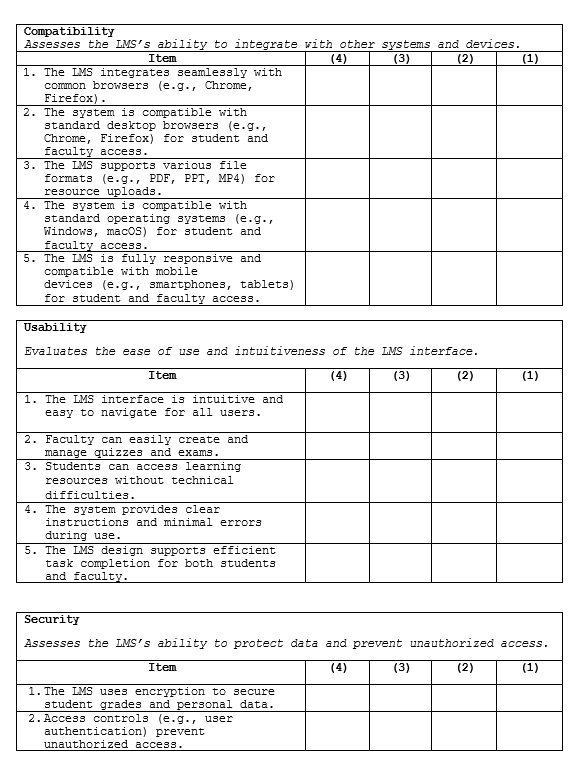 Compatibility
Assesses the LMS's ability to integrate with other systems and devices.
Item (4) (3) (2) (1)
1. The LMS integrates seamlessly with
common browsers (e.g., Chrome,
Firefox).
2. The system is compatible with
standard desktop browsers (e.g.,
Chrome, Firefox) for student and
faculty access.
3. The LMS supports various file
formats (e.g., PDF, PPT, MP4) for
resource uploads.
4. The system is compatible with
standard operating systems (e.g.,
Windows, macOS) for student and
faculty access.
5. The LMS is fully responsive and
compatible with mobile
devices (e.g., smartphones, tablets)
for student and faculty access.
Usability
Evaluates the ease of use and intuitiveness of the LMS interface.
Item (4) (3) (2) (1)
1. The LMS interface is intuitive and
easy to navigate for all users.
2. Faculty can easily create and
manage quizzes and exams.
3. Students can access learning
resources without technical
difficulties.
4. The system provides clear
instructions and minimal errors
during use.
5. The LMS design supports efficient
task completion for both students
and faculty.
Security
Assesses the LMS's ability to protect data and prevent unauthorized access.
Item (4) (3) (2) (1)
1. The LMS uses encryption to secure
student grades and personal data.
2. Access controls (e.g., user
authentication) prevent
unauthorized access.